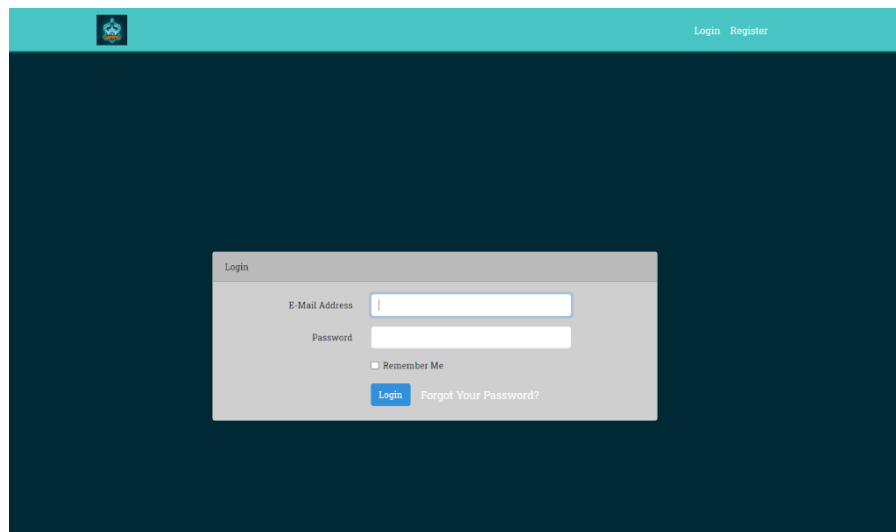 Login Register
Login
E-Mail Address
Password
Remember Me
Login Forgot Your Password?